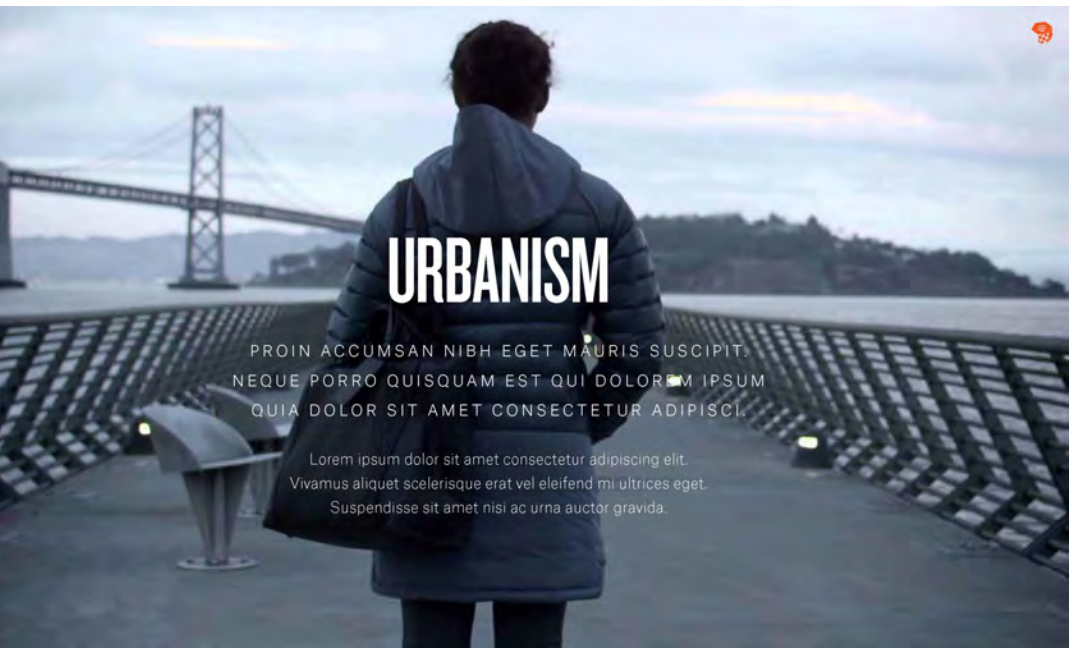 URBANISM
PROIN ACCUMSAN NIBH EGET MAURIS SUSCIPIT.
NEQUE PORRO QUISQUAM EST QUI DOLOREM IPSUM
QUIA DOLOR SIT AMET CONSECTETUR ADIPISCI.
Lorem ipsum dolor sit amet consectetur adipiscing elit.
Vivamus aliquet scelerisque erat vel eleifend mi ultrices eget.
Suspendisse sit amet nisi ac urna auctor gravida.